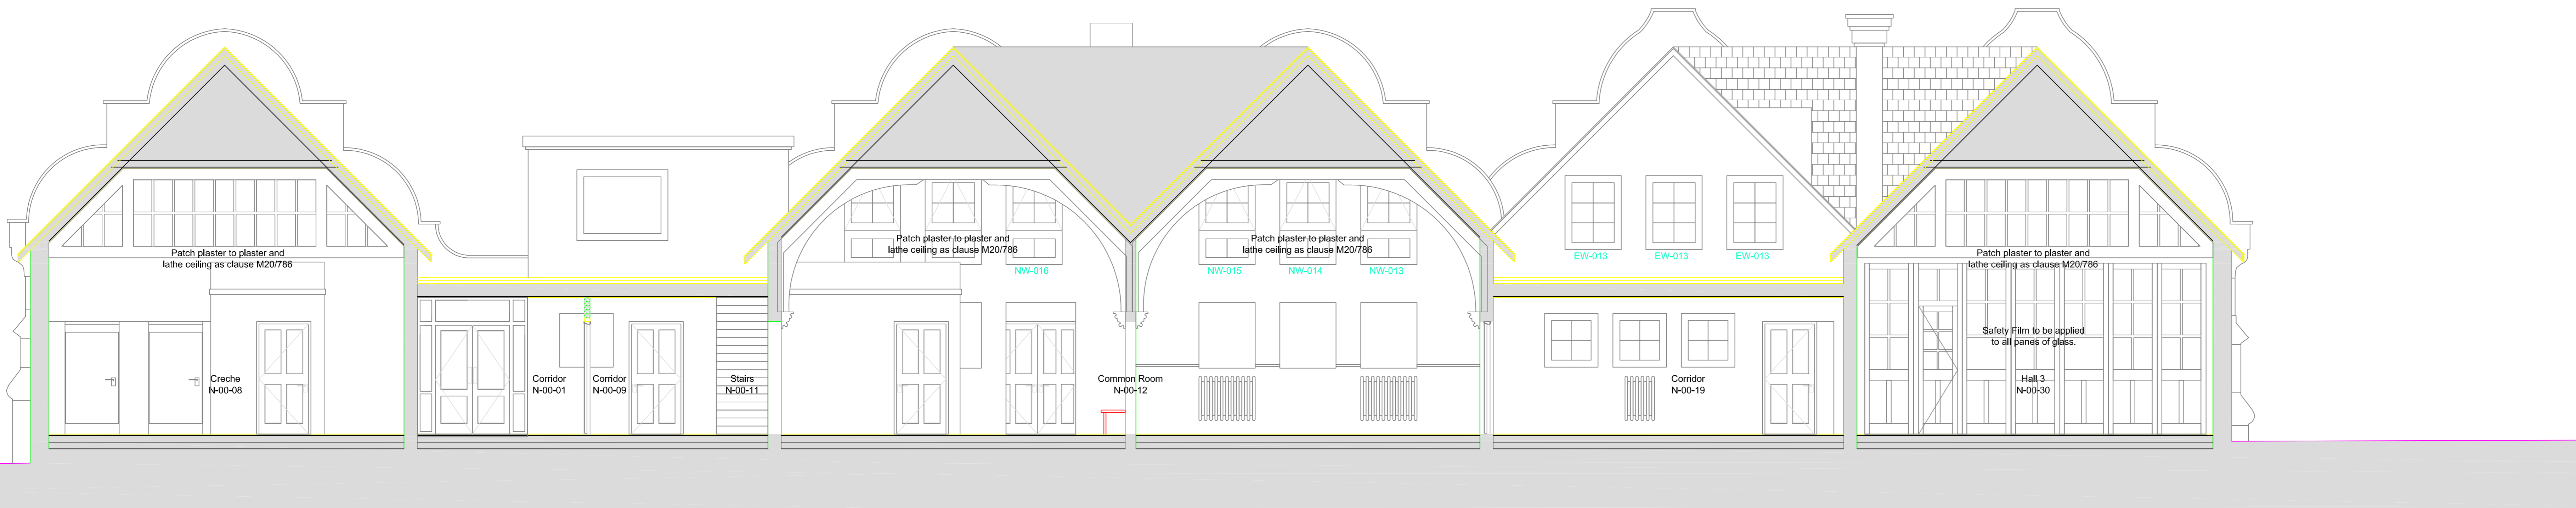 Patch plaster to plaster and
lathe ceiling as clause M20/786
Creche
N-00-08
Corridor
N-00-01
Corridor
N-00-09
Stairs
N-00-11
Patch plaster to plaster and
lathe ceiling as clause M20/786
NW-016
Common Room
N-00-12
Patch plaster to plaster and
lathe ceiling as clause M20/786
NW-015
NW-014
NW-013
EW-013
EW-013
EW-013
Corridor
N-00-19
Patch plaster to plaster and
lathe ceiling as clause M20/786
Safety Film to be applied
to all panes of glass.
Hall 3
N-00-30